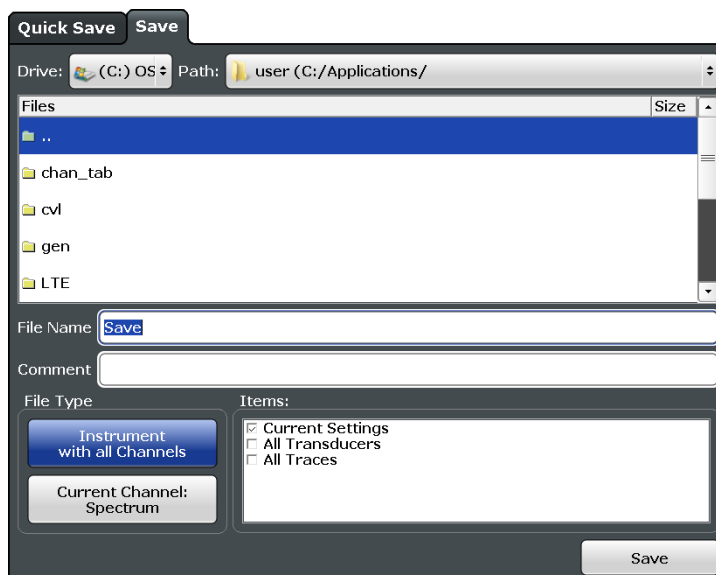 Quick Save Save
Drive: (C:) OS Path: user (C:/Applications/
Files Size
..
chan_tab
cvl
gen
LTE
File Name Save
Comment
File Type Items:
Instrument
with all Channels
Current Channel:
Spectrum
Current Settings
All Transducers
All Traces
Save